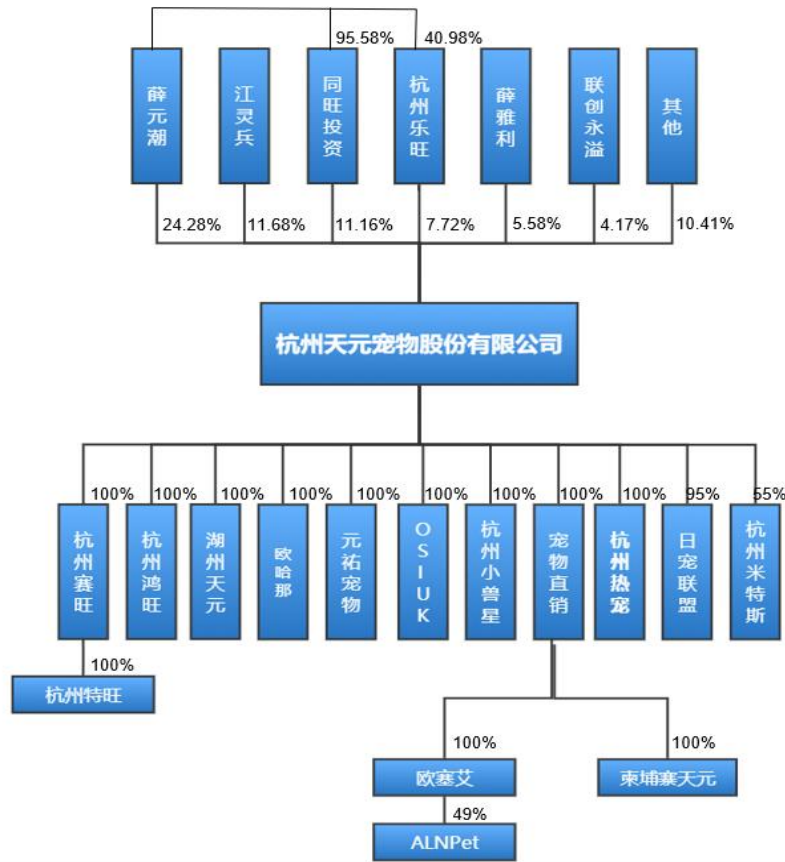 95.58%
40.98%
薛元潮
江灵兵
同旺投资
杭州乐旺
薛雅利
联创永溢
其他
24.28%
11.68%
11.16%
7.72%
5.58%
4.17%
10.41%
杭州天元宠物股份有限公司
100%
100%
100%
100%
100%
100%
100%
100%
100%
95%
55%
杭州赛旺
杭州鸿旺
湖州天元
欧哈那
元祐宠物
OSIUK
杭州小兽星
宠物直销
杭州热宠
日宠联盟
杭州米特斯
100%
杭州特旺
100%
100%
欧塞艾
柬埔寨天元
49%
ALNPet